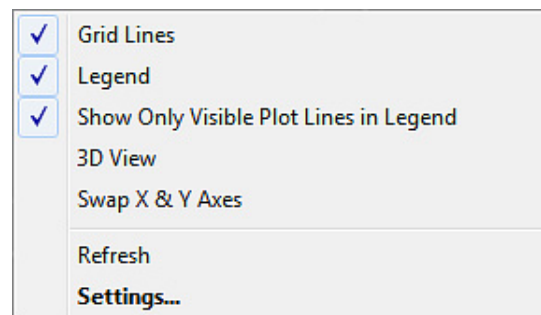 Grid Lines
Legend
Show Only Visible Plot Lines in Legend
3D View
Swap X & Y Axes
Refresh
Settings...